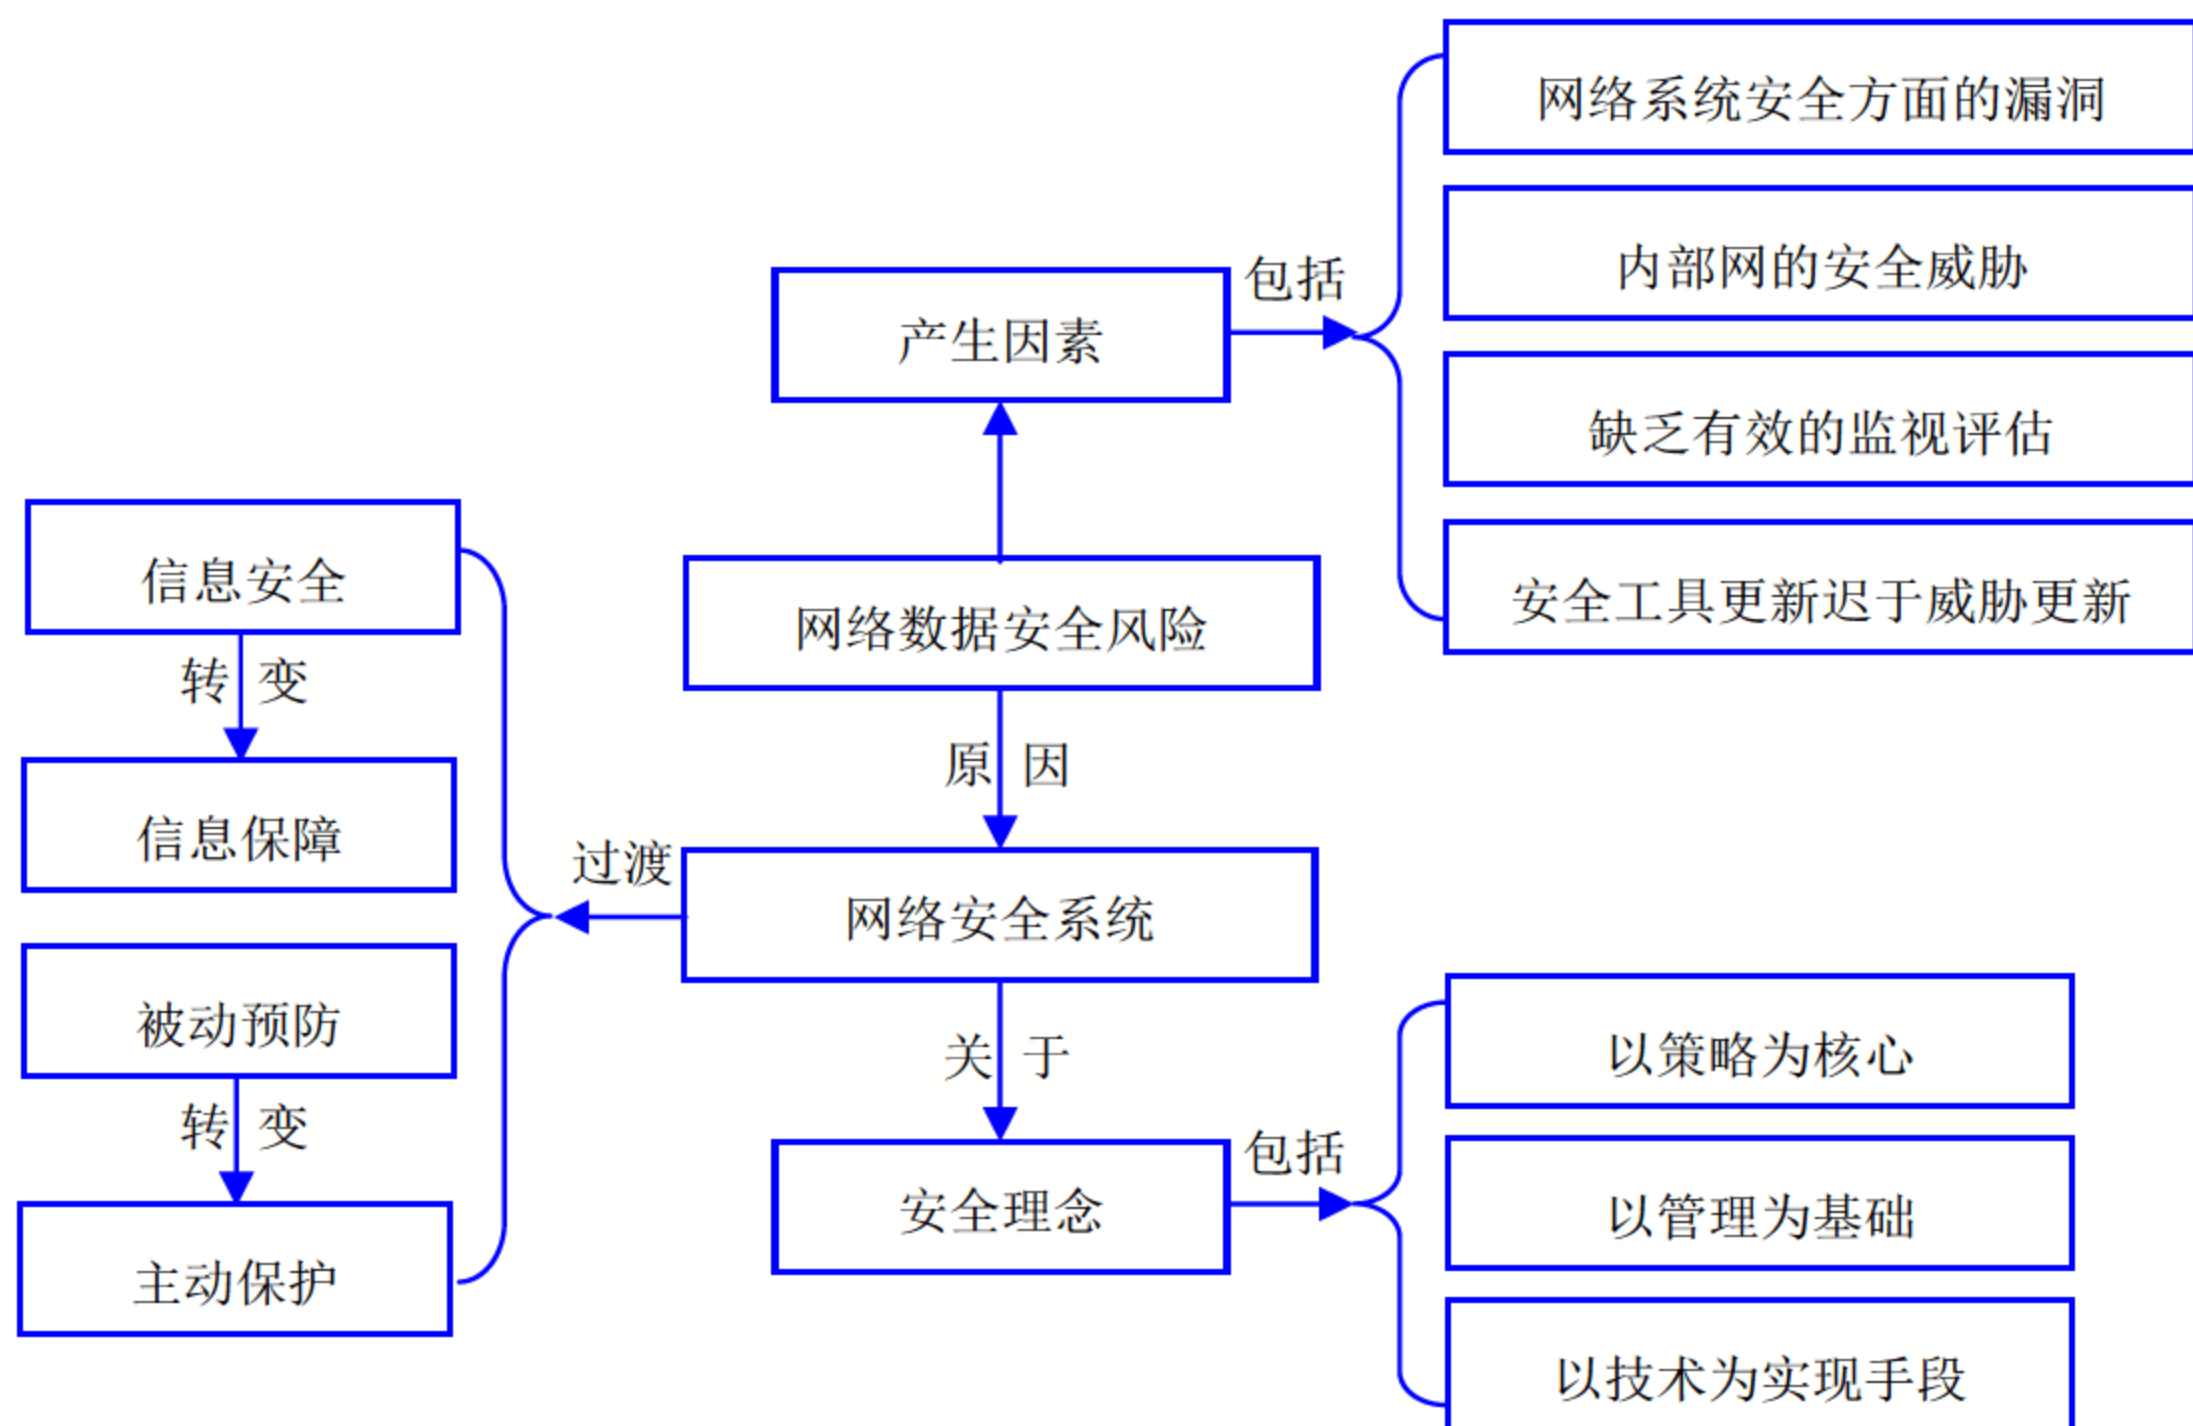 网络系统安全方面的漏洞
内部网的安全威胁
包括
产生因素
缺乏有效的监视评估
安全工具更新迟于威胁更新
信息安全
网络数据安全风险
转变
原因
信息保障
过渡
网络安全系统
被动预防
关于
以策略为核心
转变
包括
安全理念
以管理为基础
主动保护
以技术为实现手段